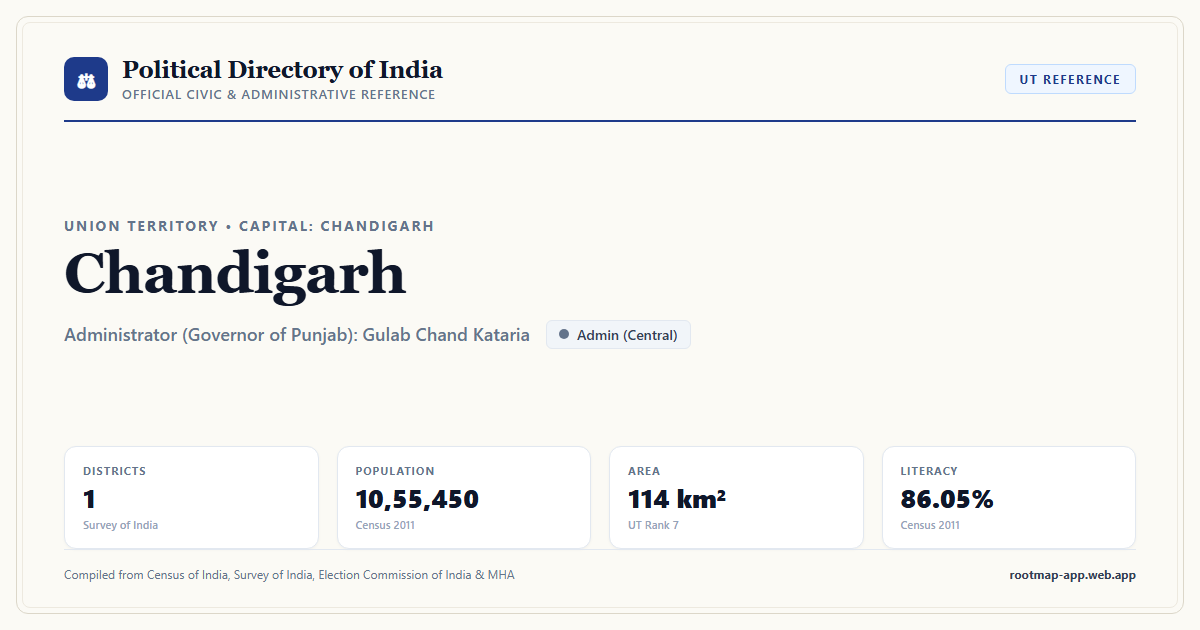 Political Directory of India
OFFICIAL CIVIC & ADMINISTRATIVE REFERENCE
UT REFERENCE
UNION TERRITORY • CAPITAL: CHANDIGARH
Chandigarh
Administrator (Governor of Punjab): Gulab Chand Kataria
Admin (Central)
DISTRICTS
1
Survey of India
POPULATION
10,55,450
Census 2011
AREA
114 km²
UT Rank 7
LITERACY
86.05%
Census 2011
Compiled from Census of India, Survey of India, Election Commission of India & MHA
rootmap-app.web.app